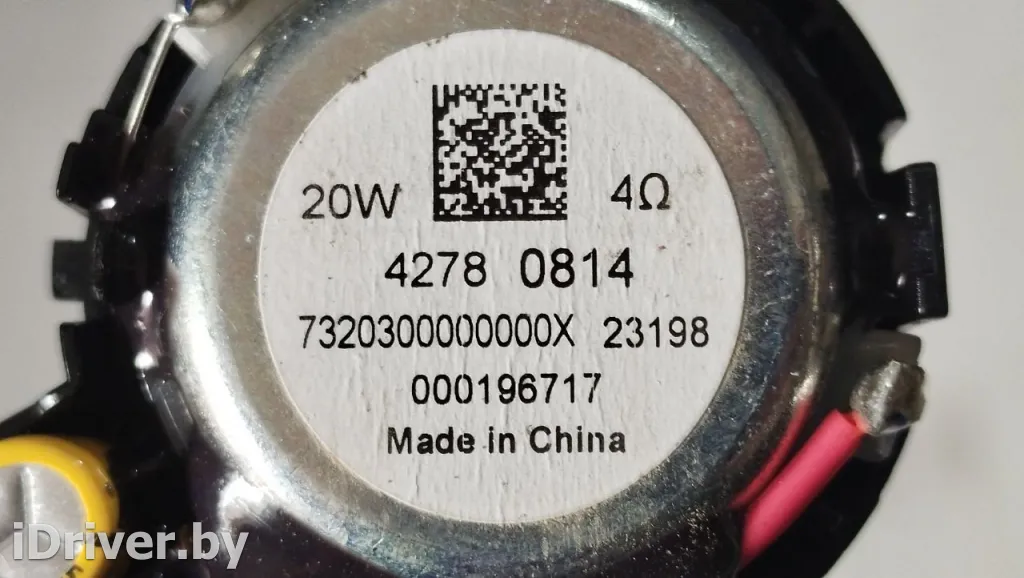 20W 4Ω
4278 0814
7320300000000X 23198
000196717
Made in China
iDriver.by